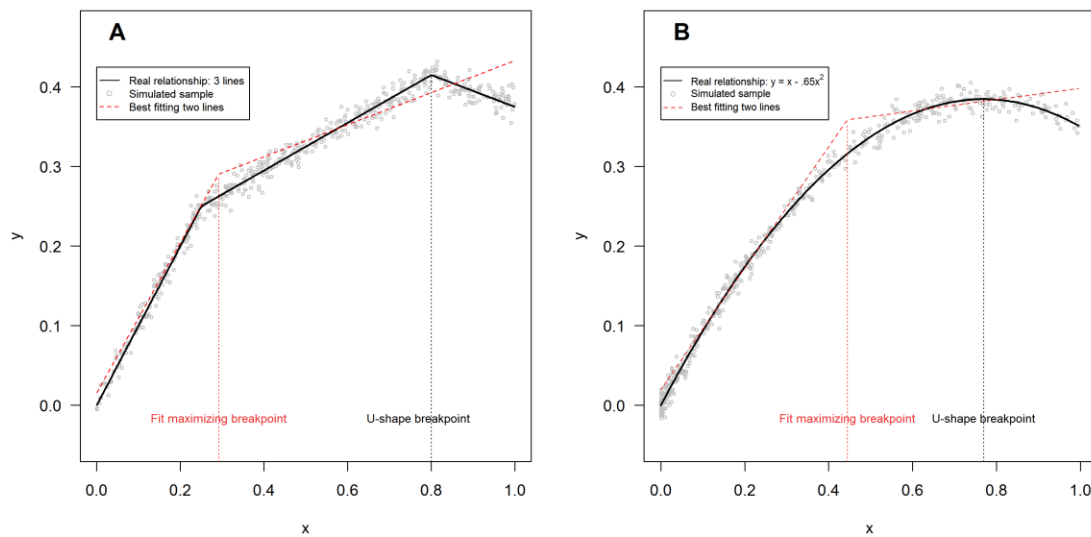 A
Real relationship: 3 lines
Simulated sample
Best fitting two lines
y
0.4
0.3
0.2
0.1
0.0
Fit maximizing breakpoint
U-shape breakpoint
0.0 0.2 0.4 0.6 0.8 1.0
x
B
Real relationship: y = x - .65x²
Simulated sample
Best fitting two lines
y
0.4
0.3
0.2
0.1
0.0
Fit maximizing breakpoint
U-shape breakpoint
0.0 0.2 0.4 0.6 0.8 1.0
x